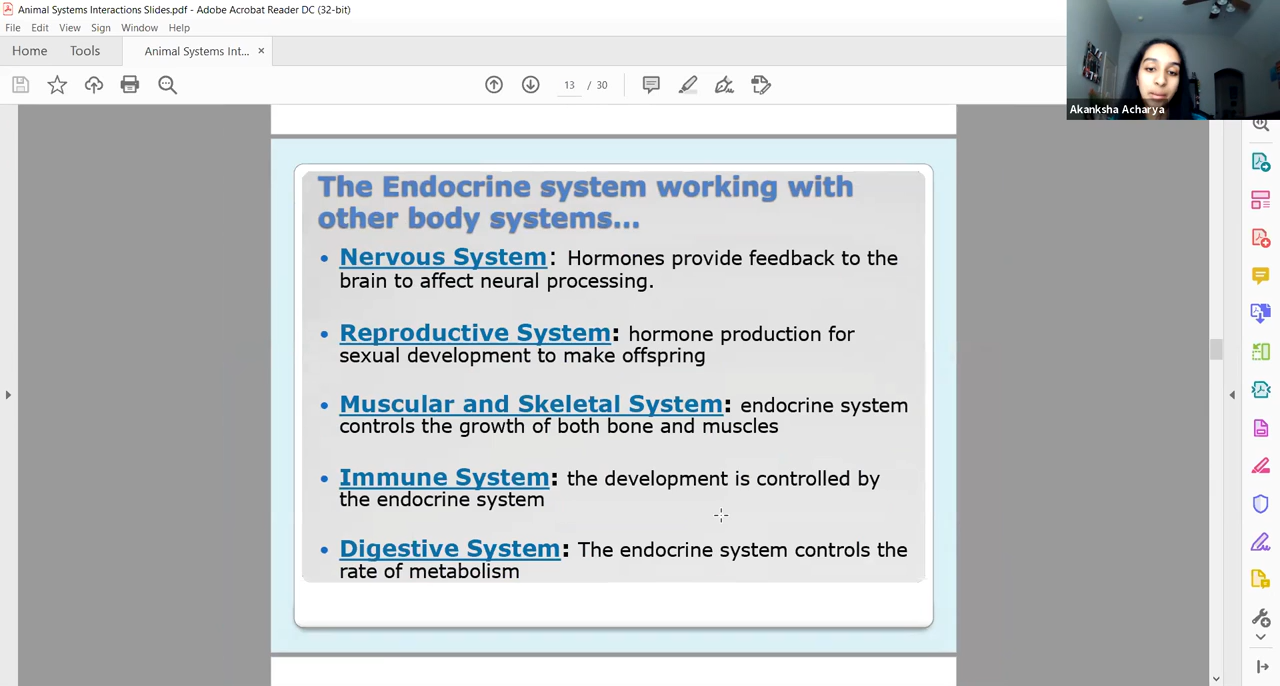 Animal Systems Interactions Slides.pdf - Adobe Acrobat Reader DC (32-bit)
File Edit View Sign Window Help
Home Tools Animal Systems Int... ×
13 / 30
Akanksha Acharya
The Endocrine system working with
other body systems...
• Nervous System: Hormones provide feedback to the
brain to affect neural processing.
• Reproductive System: hormone production for
sexual development to make offspring
• Muscular and Skeletal System: endocrine system
controls the growth of both bone and muscles
• Immune System: the development is controlled by
the endocrine system
• Digestive System: The endocrine system controls the
rate of metabolism